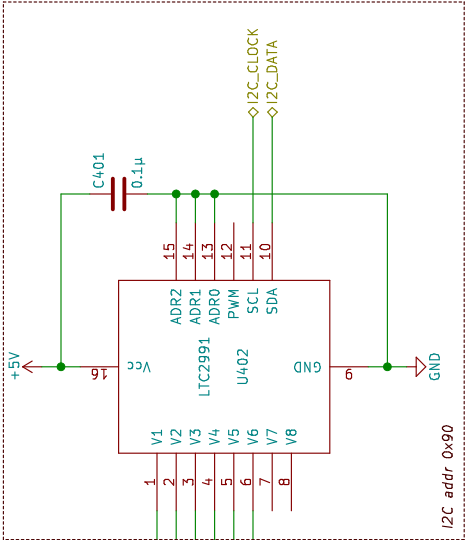 I2C_CLOCK
I2C_DATA
C401
0.1µ
15
14
13
12
11
10
ADR2
ADR1
ADR0
PWM
SCL
SDA
+5V
16
Vcc
LTC2991
U402
GND
9
GND
V1
V2
V3
V4
V5
V6
V7
V8
1
2
3
4
5
6
7
8
I2C addr 0x90